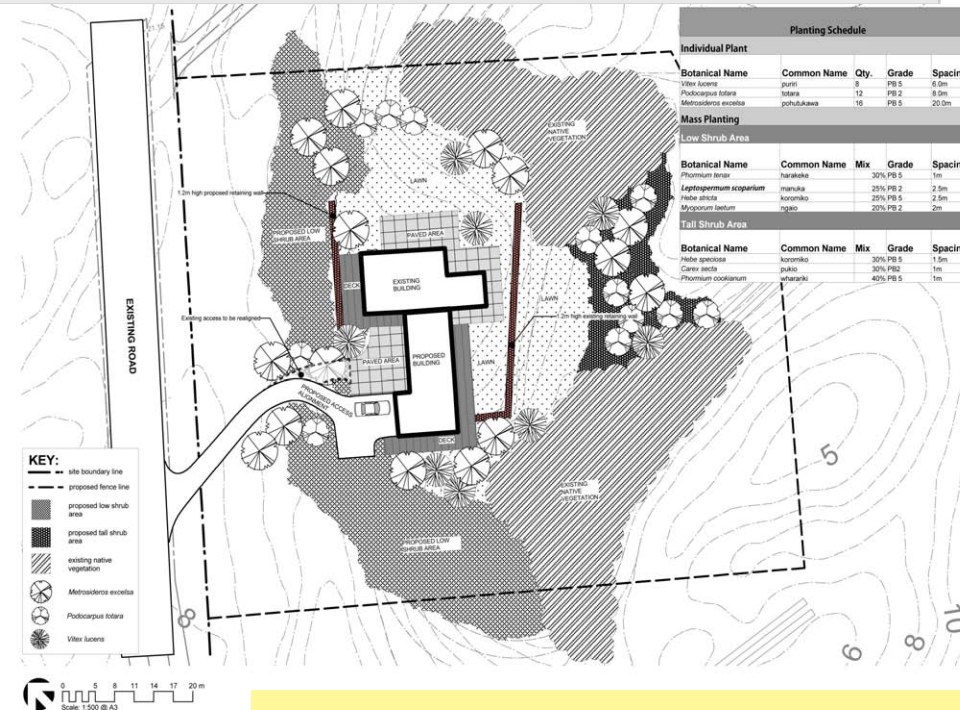 Planting Schedule
Individual Plant
Botanical Name Common Name Qty. Grade Spacin
Vitex lucens puriri 8 PB 5 6.0m
Podocarpus totara totara 12 PB 2 8.0m
Metrosideros excelsa pohutukawa 16 PB 5 20.0m
Mass Planting
Low Shrub Area
Botanical Name Common Name Mix Grade Spacin
Phormium tenax harakeke 30% PB 5 1m
Leptospermum scoparium manuka 25% PB 2 2.5m
Hebe stricta koromiko 25% PB 5 2.5m
Myoporum laetum ngaio 20% PB 2 2m
Tall Shrub Area
Botanical Name Common Name Mix Grade Spacin
Hebe speciosa koromiko 30% PB 5 1.5m
Carex secta pukio 30% PB2 1m
Phormium cookianum wharariki 40% PB 5 1m
EXISTING
NATIVE
VEGETATION
LAWN
1.2m high proposed retaining wall
PROPOSED LOW
SHRUB AREA
PAVED AREA
DECK
EXISTING
BUILDING
LAWN
Existing access to be realigned
1.2m high existing retaining wall
EXISTING ROAD
PAVED AREA
PROPOSED
BUILDING
LAWN
PROPOSED ACCESS
ALIGNMENT
DECK
EXISTING
NATIVE
VEGETATION
PROPOSED LOW
SHRUB AREA
5
8
6
8
10
KEY:
site boundary line
proposed fence line
proposed low shrub
area
proposed tall shrub
area
existing native
vegetation
Metrosideros excelsa
Podocarpus totara
Vitex lucens
0 5 8 11 14 17 20 m
Scale: 1:500 @ A3